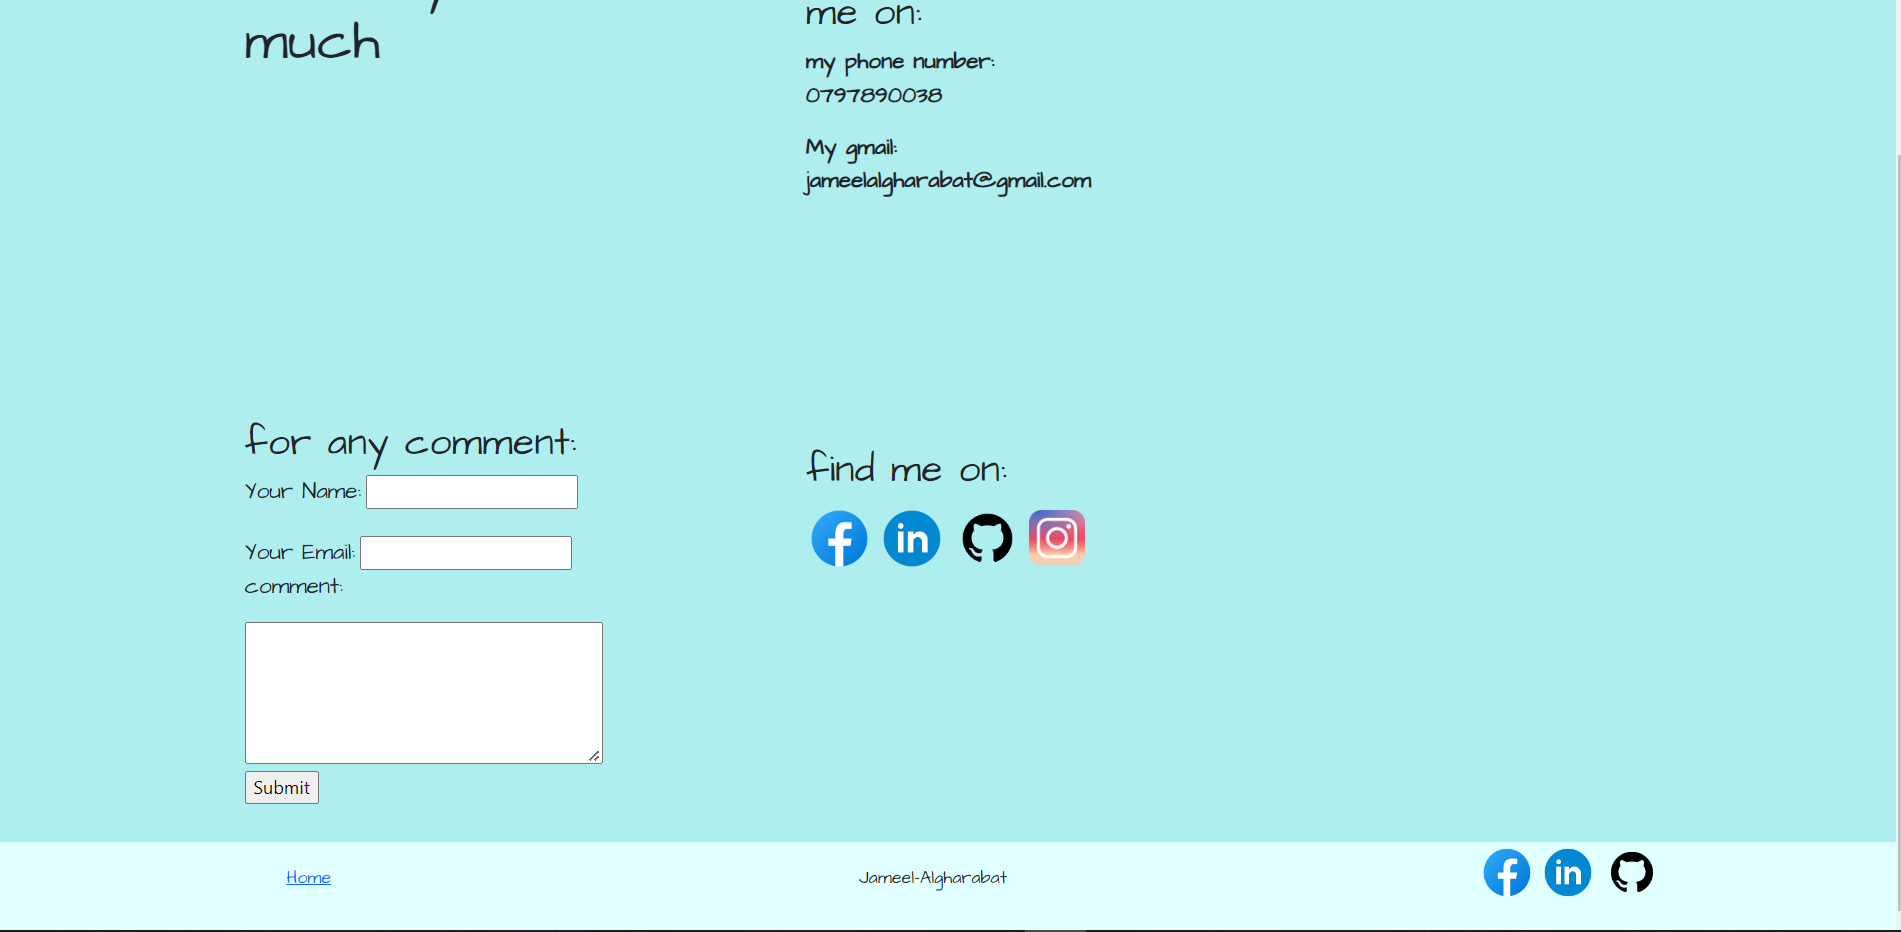 much
me on:
my phone number:
0797890038
My gmail:
jameelalgharabat@gmail.com
for any comment:
Your Name:
Your Email:
comment:
Submit
find me on:
in
Home
Jameel-Algharabat
in